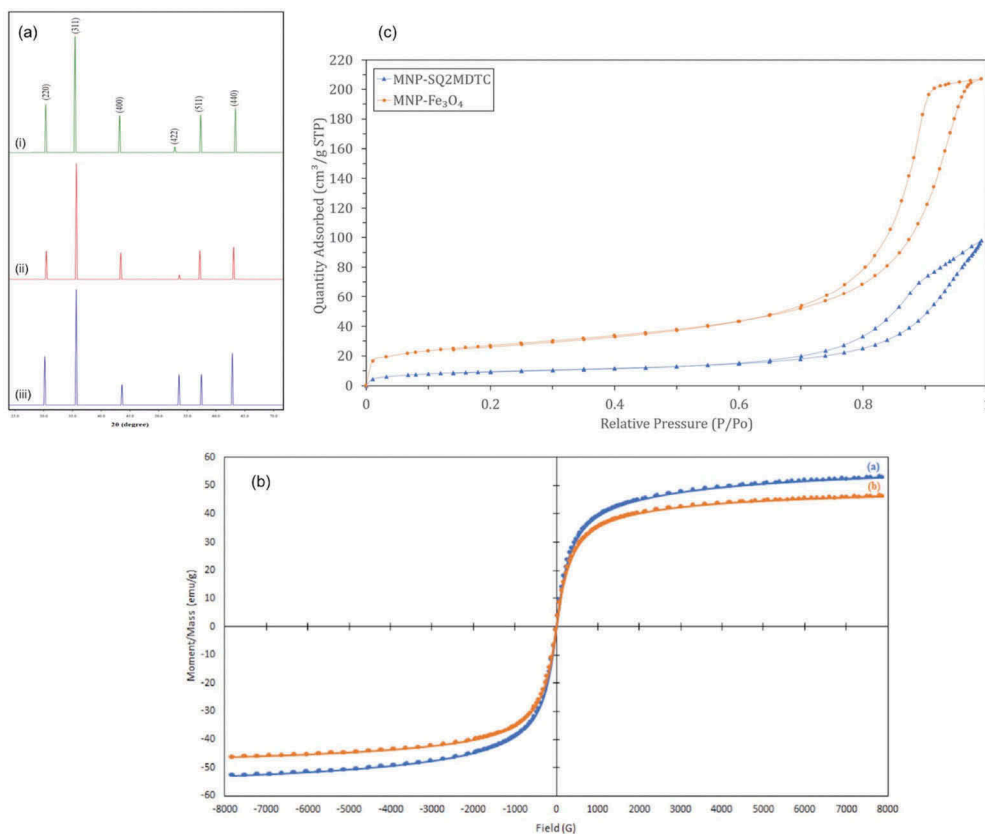 (a)
(220)
(311)
(400)
(422)
(511)
(440)
(i)
(ii)
(iii)
2θ (degree)
(c)
MNP-SQ2MDTC
MNP-Fe₃O₄
Quantity Adsorbed (cm³/g STP)
220
200
180
160
140
120
100
80
60
40
20
0
0 0.2 0.4 0.6 0.8 1
Relative Pressure (P/Po)
(b)
(a)
(b)
Moment/Mass (emu/g)
60
50
40
30
20
10
0
-10
-20
-30
-40
-50
-60
-8000 -7000 -6000 -5000 -4000 -3000 -2000 -1000 0 1000 2000 3000 4000 5000 6000 7000 8000
Field (G)